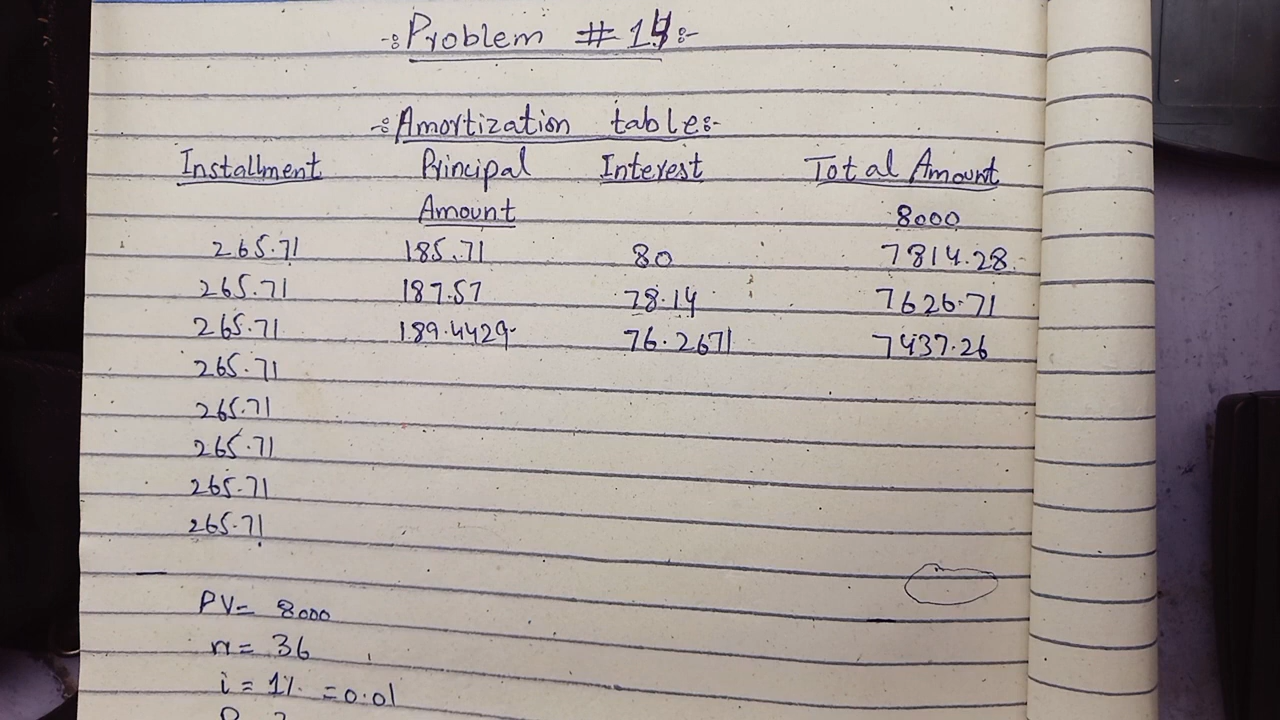 -:Problem # 14:-
-:Amortization table:-
Installment Principal Interest Total Amount
Amount 8000
265.71 185.71 80 7814.28
265.71 187.57 78.14 7626.71
265.71 189.4429 76.2671 7437.26
265.71
265.71
265.71
265.71
265.71
PV= 8000
n= 36
i = 1% = 0.01